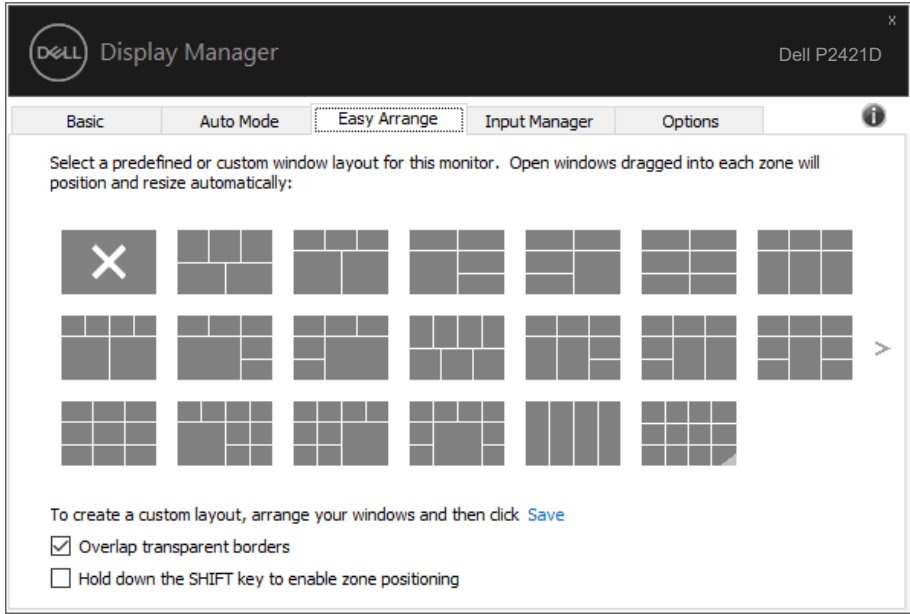 x
DELL Display Manager
Dell P2421D
Basic Auto Mode Easy Arrange Input Manager Options i
Select a predefined or custom window layout for this monitor. Open windows dragged into each zone will
position and resize automatically:
>
To create a custom layout, arrange your windows and then click Save
Overlap transparent borders
Hold down the SHIFT key to enable zone positioning